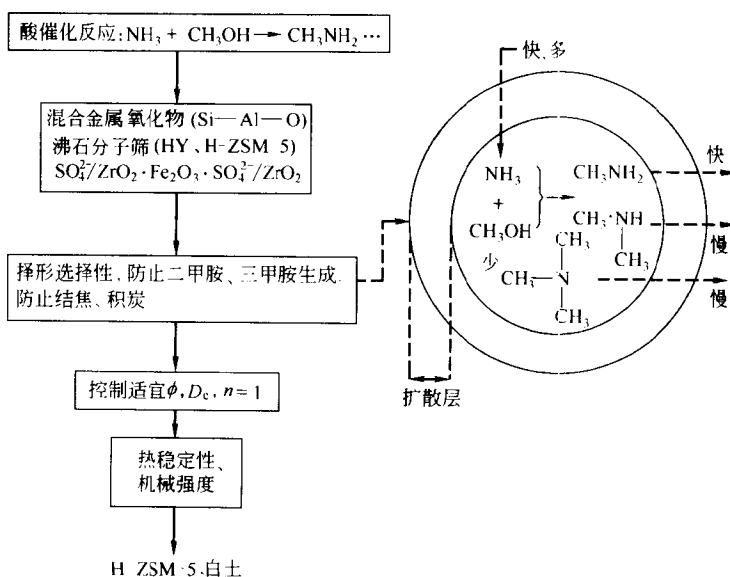 酸催化反应:NH₃ + CH₃OH ⟶ CH₃NH₂ ···
混合金属氧化物 (Si—Al—O)
沸石分子筛 (HY、H-ZSM 5)
SO₄²⁻/ZrO₂·Fe₂O₃·SO₄²⁻/ZrO₂
择形选择性,防止二甲胺、三甲胺生成.
防止结焦、积炭
控制适宜ϕ, Dₑ, n=1
热稳定性、
机械强度
H ZSM-5,白土
快,多
NH₃
+
CH₃OH
少
CH₃NH₂
CH₃·NH
CH₃
CH₃
CH₃—N
CH₃
快
慢
慢
扩散层